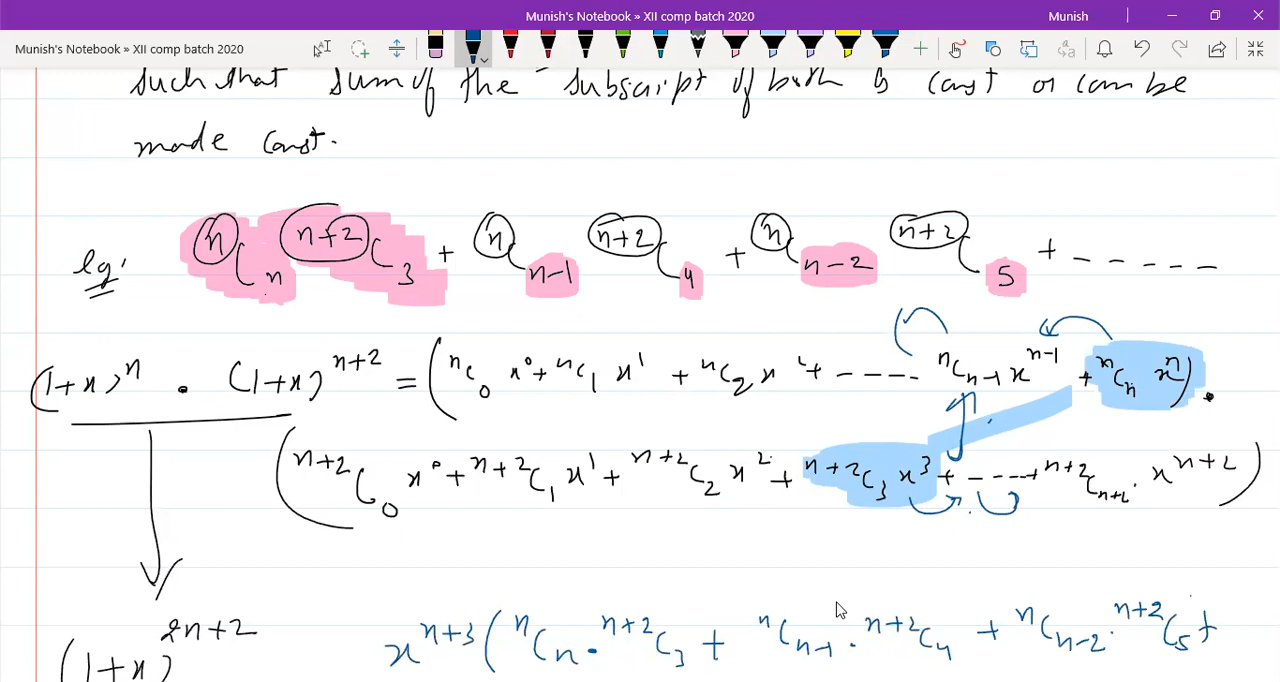 Munish's Notebook » XII comp batch 2020
Munish
Munish's Notebook » XII comp batch 2020
such that sum of the subscript of both is const or can be
made const.
eg: ⁿCₙ ⁿ⁺²C₃ + ⁿCₙ₋₁ ⁿ⁺²C₄ + ⁿCₙ₋₂ ⁿ⁺²C₅ + - - - - -
(1+x)ⁿ . (1+x)ⁿ⁺² = (ⁿC₀ x⁰ + ⁿC₁ x¹ + ⁿC₂ x² + - - - - ⁿCₙ₋₁ xⁿ⁻¹ + ⁿCₙ xⁿ).
(ⁿ⁺²C₀ x⁰ + ⁿ⁺²C₁ x¹ + ⁿ⁺²C₂ x² + ⁿ⁺²C₃ x³ + - - - - + ⁿ⁺²Cₙ₊₂. xⁿ⁺²)
(1+x)²ⁿ⁺² xⁿ⁺³(ⁿCₙ . ⁿ⁺²C₃ + ⁿCₙ₋₁ . ⁿ⁺²C₄ + ⁿCₙ₋₂ . ⁿ⁺²C₅ +